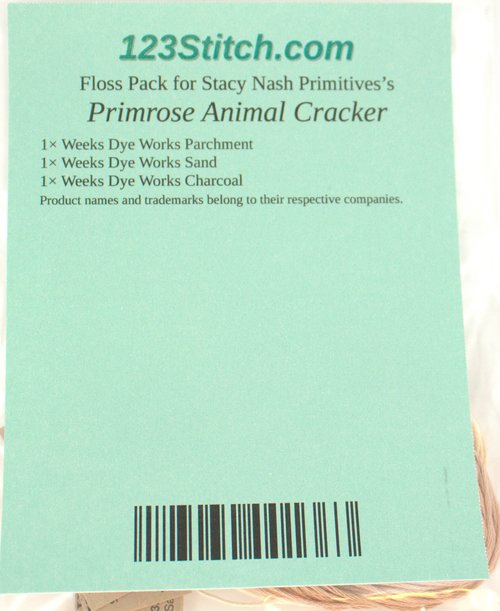 123Stitch.com
Floss Pack for Stacy Nash Primitives's
Primrose Animal Cracker
1× Weeks Dye Works Parchment
1× Weeks Dye Works Sand
1× Weeks Dye Works Charcoal
Product names and trademarks belong to their respective companies.